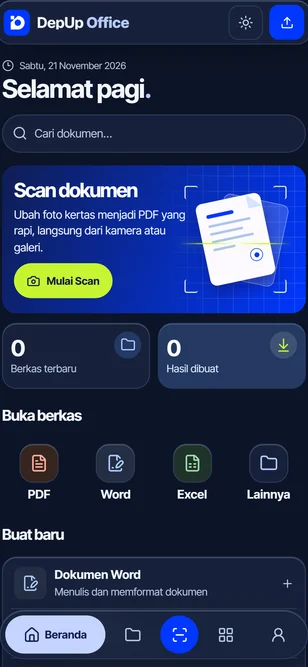 DepUp Office
Sabtu, 21 November 2026
Selamat pagi.
Cari dokumen...
Scan dokumen
Ubah foto kertas menjadi PDF yang
rapi, langsung dari kamera atau
galeri.
Mulai Scan
0
Berkas terbaru
0
Hasil dibuat
Buka berkas
PDF
Word
Excel
Lainnya
Buat baru
Dokumen Word
Menulis dan memformat dokumen
Beranda